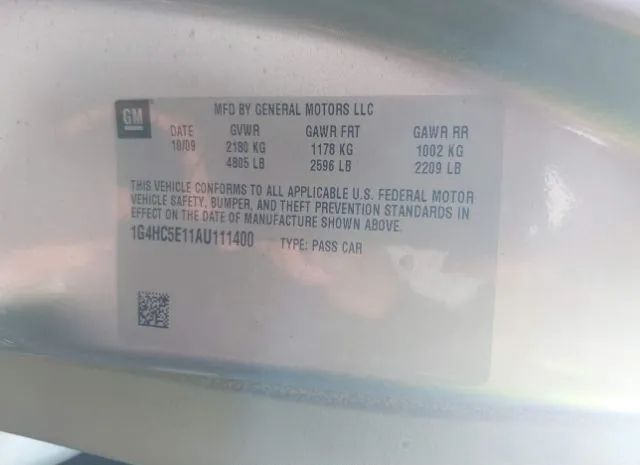 GM
MFD BY GENERAL MOTORS LLC
DATE GVWR GAWR FRT GAWR RR
10/09 2180 KG 1178 KG 1002 KG
4805 LB 2596 LB 2209 LB
THIS VEHICLE CONFORMS TO ALL APPLICABLE U.S. FEDERAL MOTOR
VEHICLE SAFETY, BUMPER, AND THEFT PREVENTION STANDARDS IN
EFFECT ON THE DATE OF MANUFACTURE SHOWN ABOVE.
1G4HC5E11AU111400 TYPE: PASS CAR